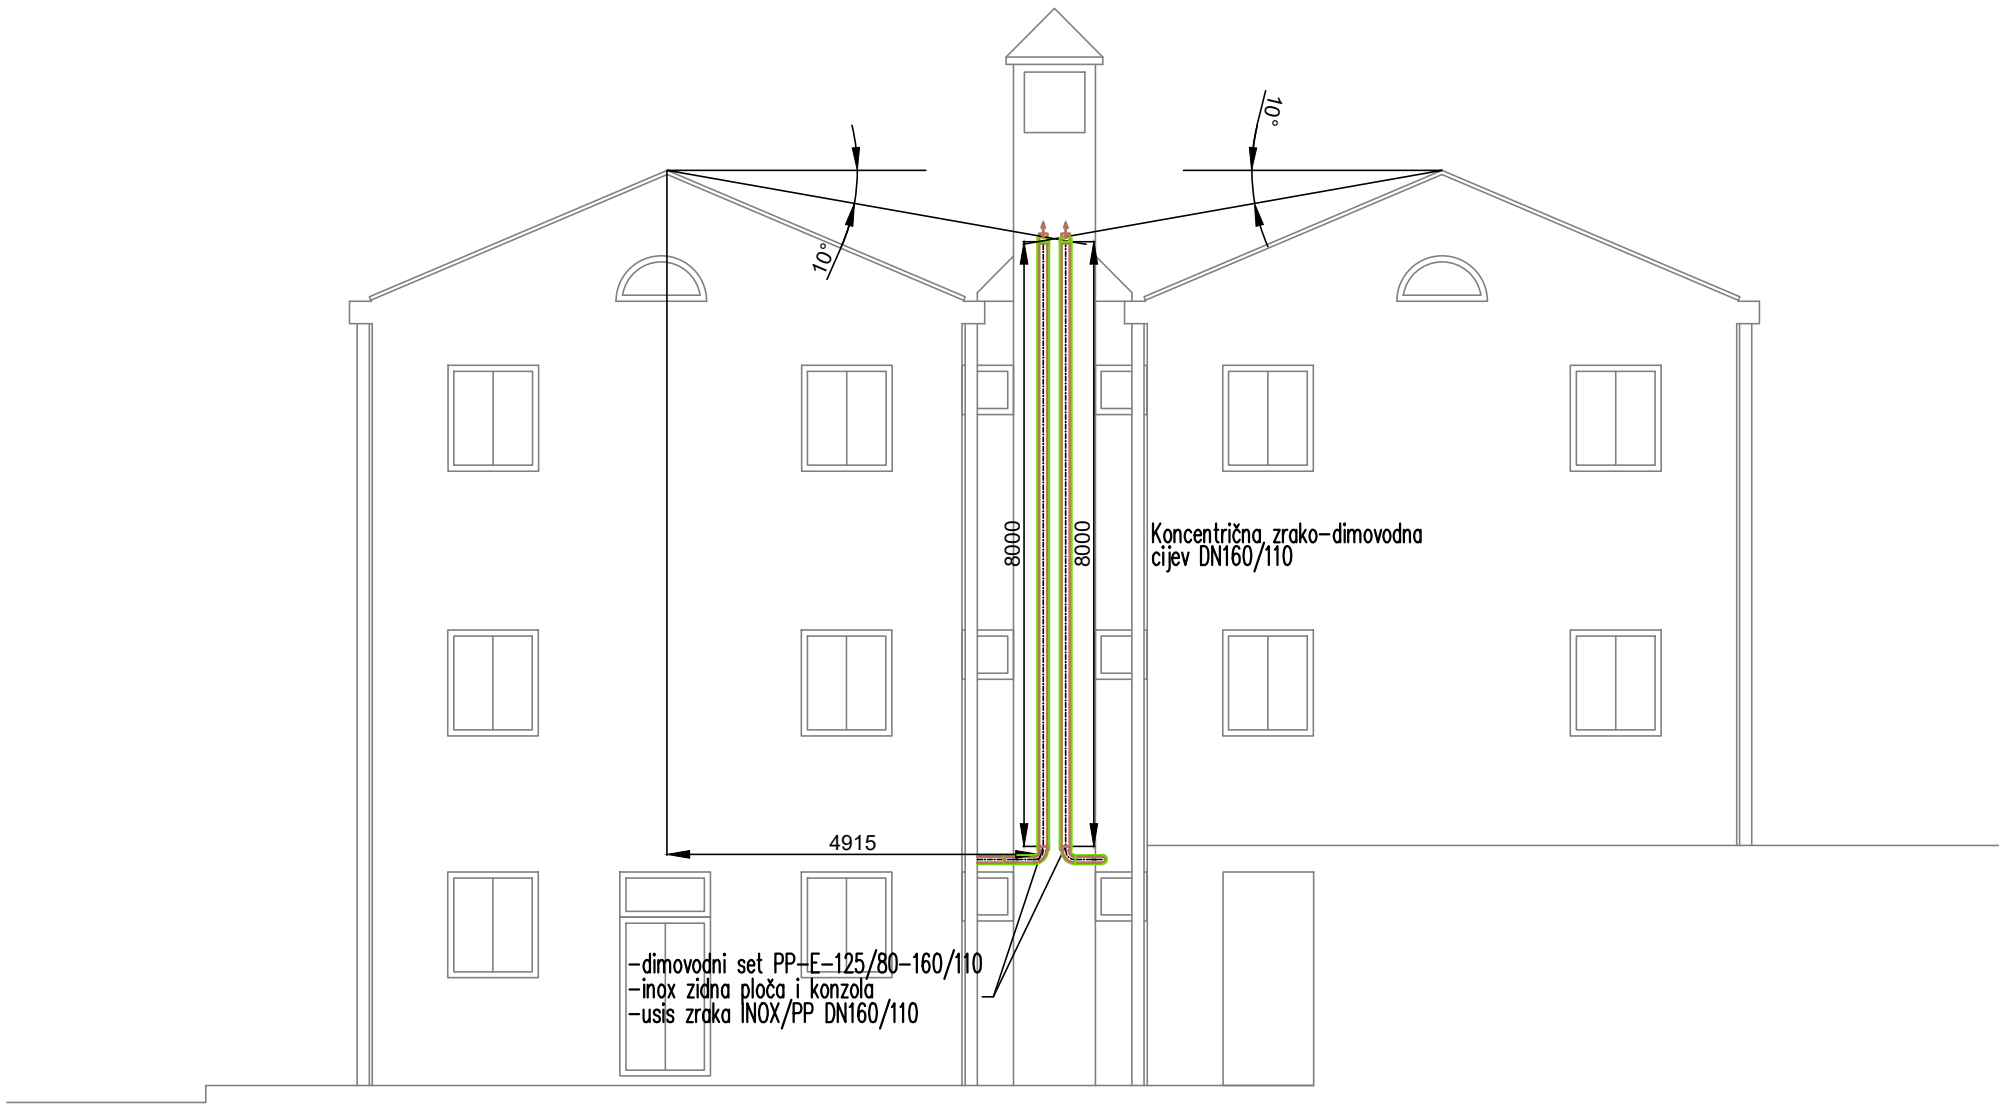 10°
10°
8000
8000
Koncentrična zrako-dimovodna
cijev DN160/110
4915
-dimovodni set PP-E-125/80-160/110
-inox zidna ploča i konzola
-usis zraka INOX/PP DN160/110